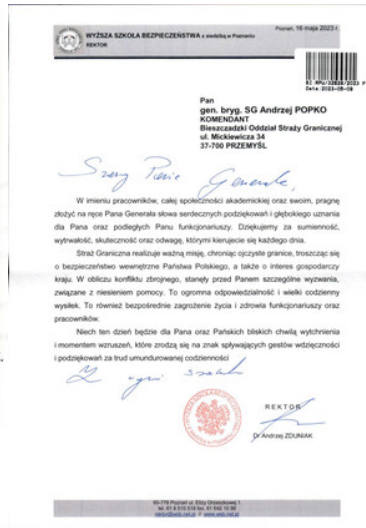 Poznań, 16 maja 2023 r.
WYŻSZA SZKOŁA BEZPIECZEŃSTWA z siedzibą w Poznaniu
REKTOR
Pan
gen. bryg. SG Andrzej POPKO
KOMENDANT
Bieszczadzki Oddział Straży Granicznej
ul. Mickiewicza 34
37-700 PRZEMYŚL
Szanowny Panie Generale,
W imieniu pracowników, całej społeczności akademickiej oraz swoim, pragnę
złożyć na ręce Pana Generała słowa serdecznych podziękowań i głębokiego uznania
dla Pana oraz podległych Panu funkcjonariuszy. Dziękujemy za sumienność,
wytrwałość, skuteczność oraz odwagę, którymi kierujecie się każdego dnia.
Straż Graniczna realizuje ważną misję, chroniąc ojczyste granice, troszcząc się
o bezpieczeństwo wewnętrzne Państwa Polskiego, a także o interes gospodarczy
kraju. W obliczu konfliktu zbrojnego, stanęły przed Panem szczególne wyzwania,
związane z niesieniem pomocy. To ogromna odpowiedzialność i wielki codzienny
wysiłek. To również bezpośrednie zagrożenie życia i zdrowia funkcjonariuszy oraz
pracowników.
Niech ten dzień będzie dla Pana oraz Pańskich bliskich chwilą wytchnienia
i momentem wzruszeń, które zrodzą się na znak spływających gestów wdzięczności
i podziękowań za trud umundurowanej codzienności
REKTOR
Dr Andrzej ZDUNIAK